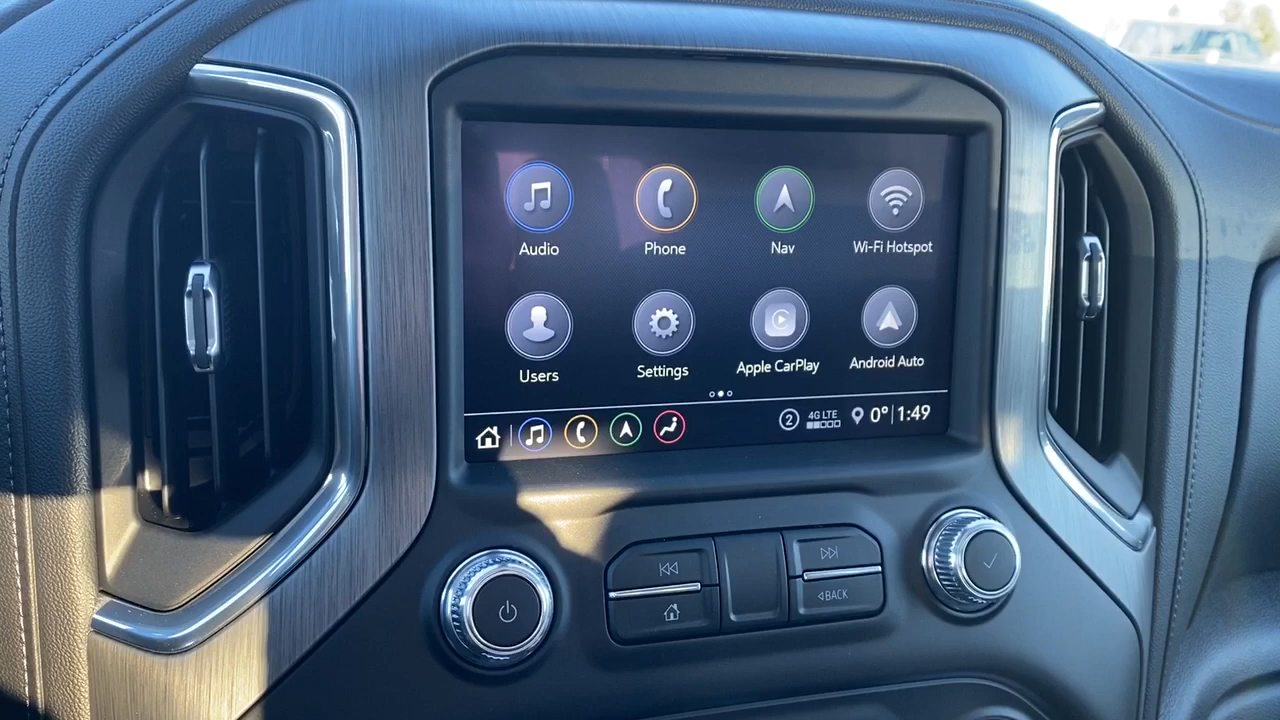 Audio Phone Nav Wi-Fi Hotspot
Users Settings Apple CarPlay Android Auto
2 4G LTE 0° 1:49
BACK